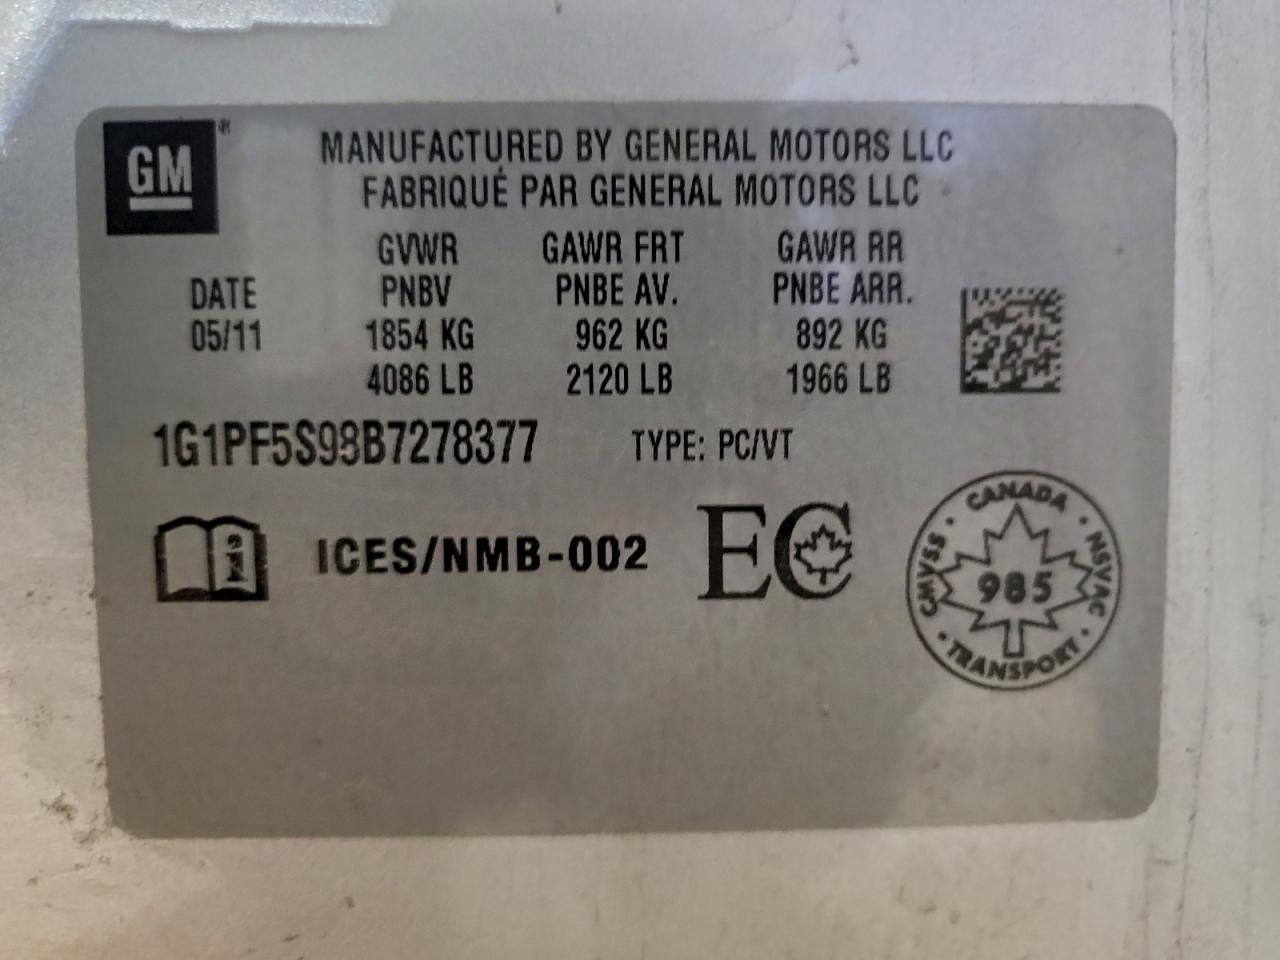 GM ®
MANUFACTURED BY GENERAL MOTORS LLC
FABRIQUÉ PAR GENERAL MOTORS LLC
GVWR GAWR FRT GAWR RR
DATE PNBV PNBE AV. PNBE ARR.
05/11 1854 KG 962 KG 892 KG
4086 LB 2120 LB 1966 LB
1G1PF5S98B7278377 TYPE: PC/VT
ICES/NMB-002 EC
CANADA
CMVSS 985 NSVAC
TRANSPORT